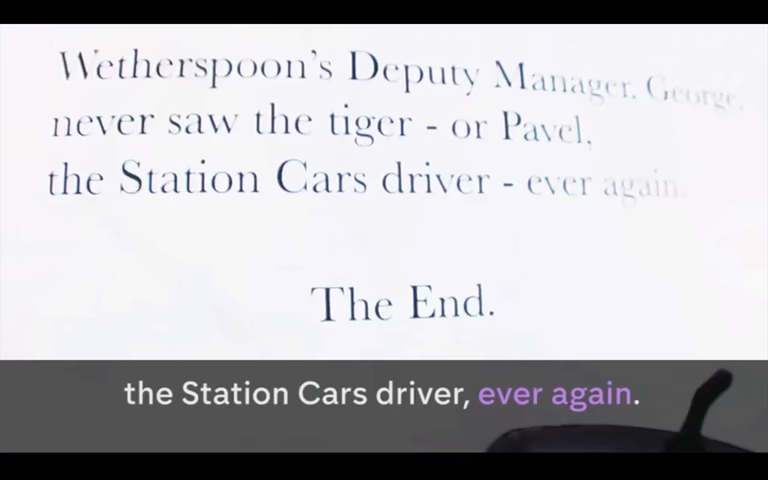 Wetherspoon's Deputy Manager, George,
never saw the tiger - or Pavel,
the Station Cars driver - ever again.
The End.
the Station Cars driver, ever again.